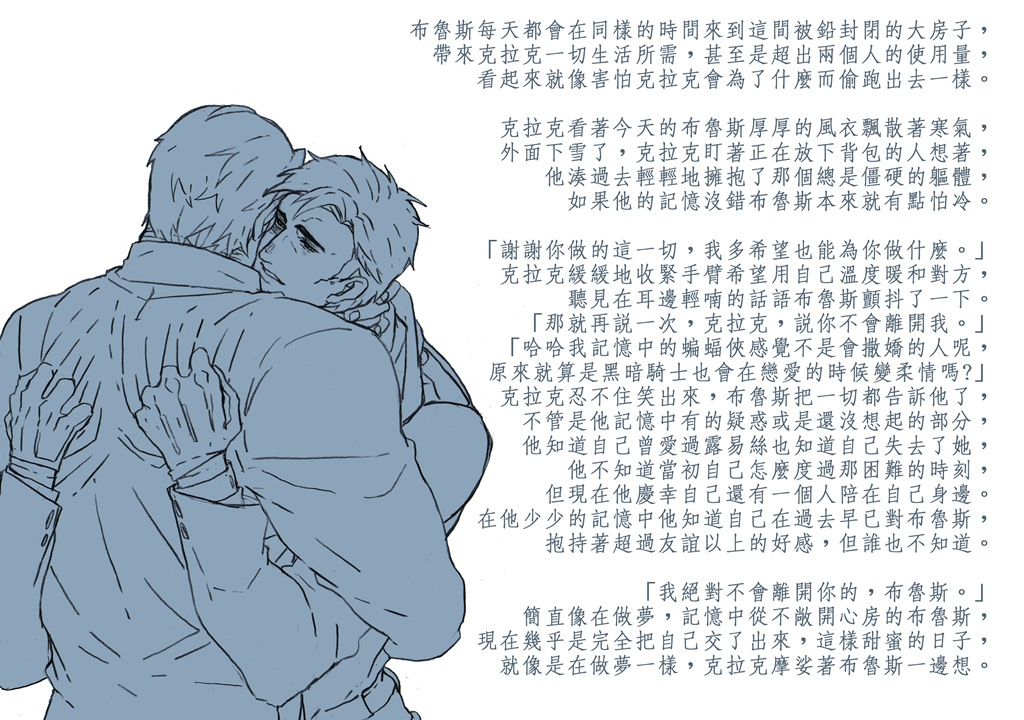 布魯斯每天都會在同樣的時間來到這間被鉛封閉的大房子，
帶來克拉克一切生活所需，甚至是超出兩個人的使用量，
看起來就像害怕克拉克會為了什麼而偷跑出去一樣。
克拉克看著今天的布魯斯厚厚的風衣飄散著寒氣，
外面下雪了，克拉克盯著正在放下背包的人想著，
他湊過去輕輕地擁抱了那個總是僵硬的軀體，
如果他的記憶沒錯布魯斯本來就有點怕冷。
「謝謝你做的這一切，我多希望也能為你做什麼。」
克拉克緩緩地收緊手臂希望用自己溫度暖和對方，
聽見在耳邊輕喃的話語布魯斯顫抖了一下。
「那就再說一次，克拉克，說你不會離開我。」
「哈哈我記憶中的蝙蝠俠感覺不是會撒嬌的人呢，
原來就算是黑暗騎士也會在戀愛的時候變柔情嗎?」
克拉克忍不住笑出來，布魯斯把一切都告訴他了，
不管是他記憶中有的疑惑或是還沒想起的部分，
他知道自己曾愛過露易絲也知道自己失去了她，
他不知道當初自己怎麼度過那困難的時刻，
但現在他慶幸自己還有一個人陪在自己身邊。
在他少少的記憶中他知道自己在過去早已對布魯斯，
抱持著超過友誼以上的好感，但誰也不知道。
「我絕對不會離開你的，布魯斯。」
簡直像在做夢，記憶中從不敞開心房的布魯斯，
現在幾乎是完全把自己交了出來，這樣甜蜜的日子，
就像是在做夢一樣，克拉克摩娑著布魯斯一邊想。